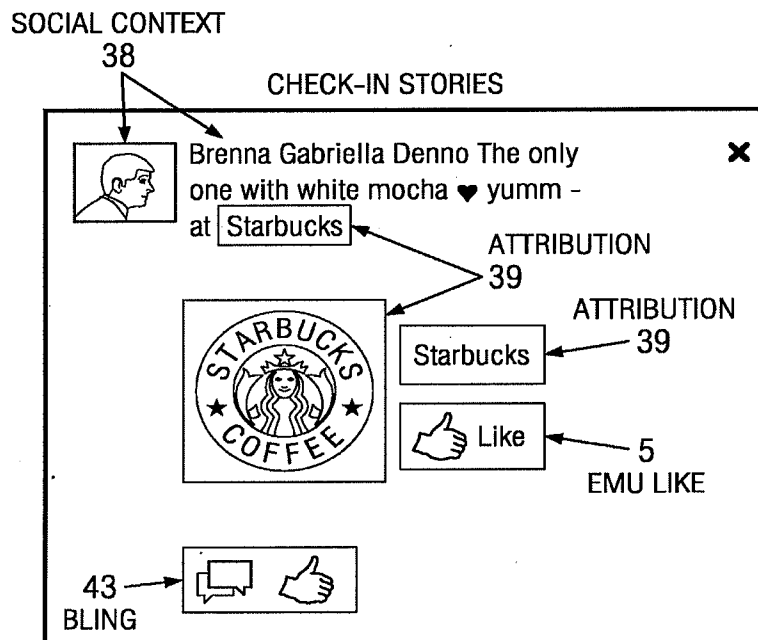 SOCIAL CONTEXT
38
CHECK-IN STORIES
Brenna Gabriella Denno The only
one with white mocha ♥ yumm -
at Starbucks
ATTRIBUTION
39
ATTRIBUTION
39
STARBUCKS
COFFEE
Starbucks
Like
5
EMU LIKE
43
BLING